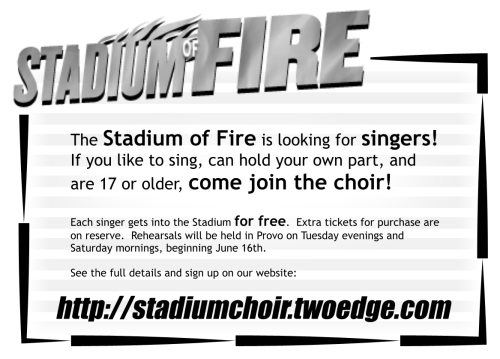 STADIUM OF FIRE
The Stadium of Fire is looking for singers!
If you like to sing, can hold your own part, and
are 17 or older, come join the choir!
Each singer gets into the Stadium for free.  Extra tickets for purchase are
on reserve.  Rehearsals will be held in Provo on Tuesday evenings and
Saturday mornings, beginning June 16th.
See the full details and sign up on our website:
http://stadiumchoir.twoedge.com